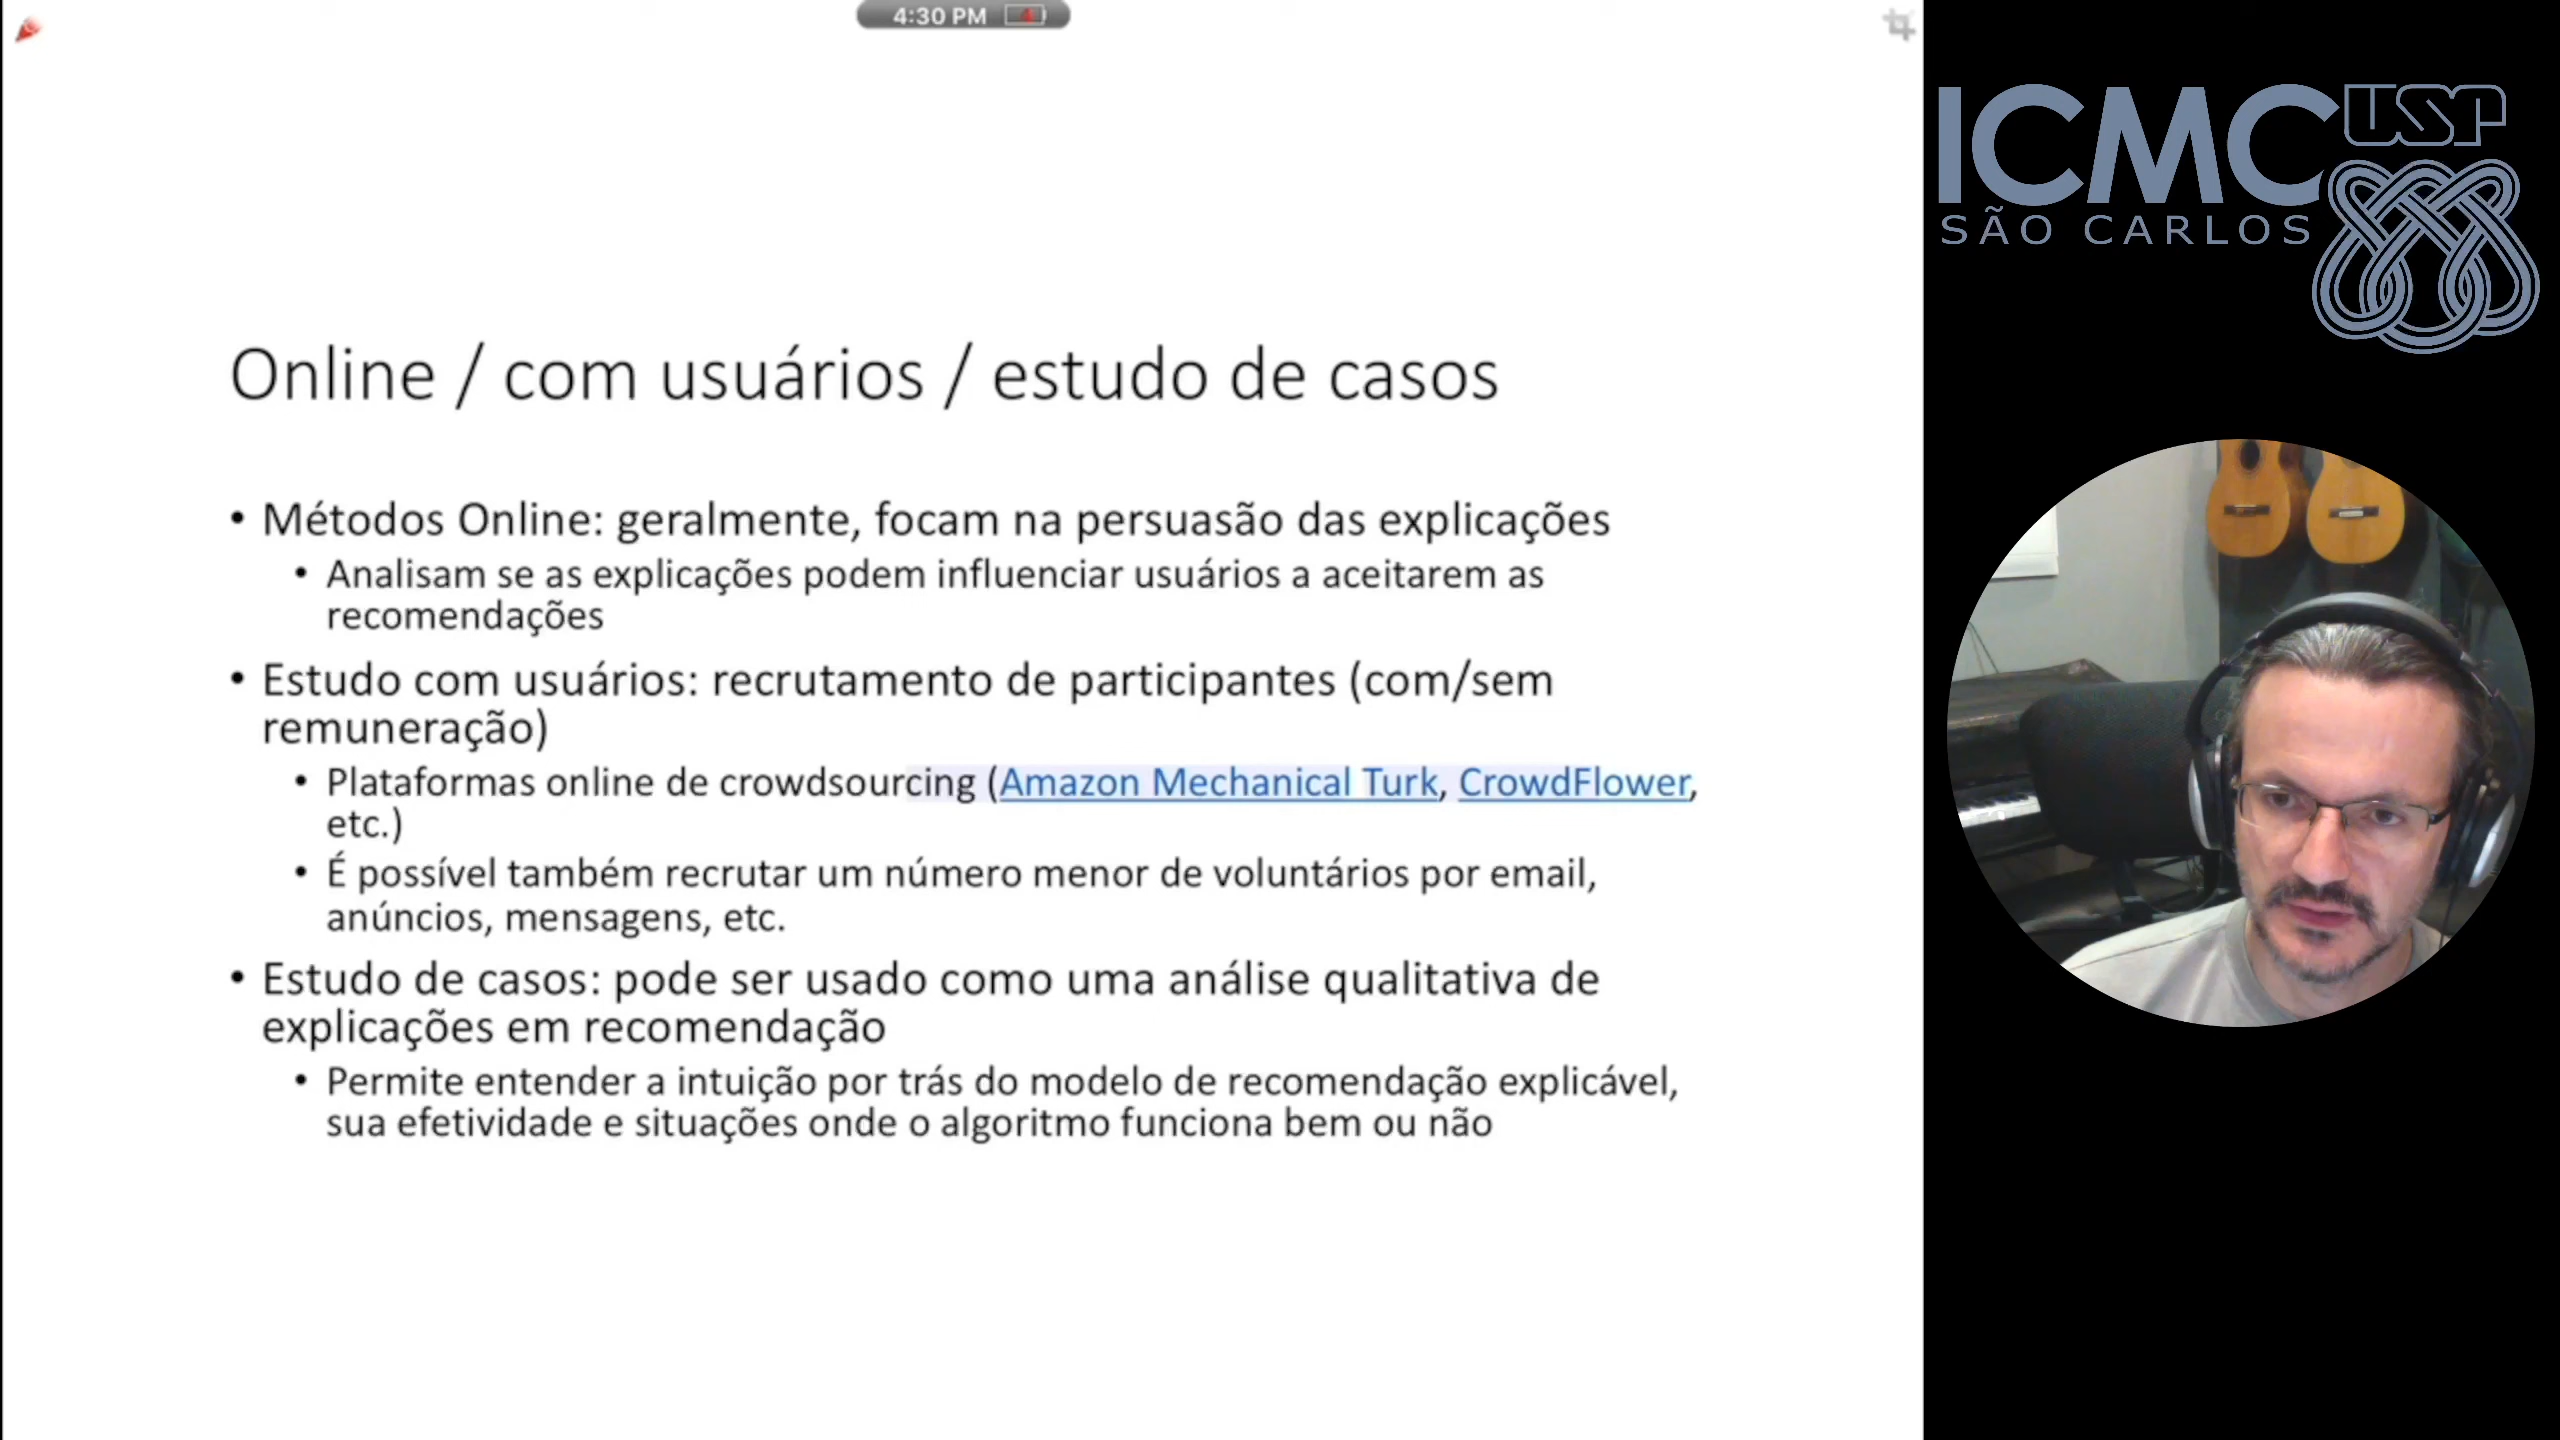 4:30 PM
Online / com usuários / estudo de casos
• Métodos Online: geralmente, focam na persuasão das explicações
• Analisam se as explicações podem influenciar usuários a aceitarem as
recomendações
• Estudo com usuários: recrutamento de participantes (com/sem
remuneração)
• Plataformas online de crowdsourcing (Amazon Mechanical Turk, CrowdFlower,
etc.)
• É possível também recrutar um número menor de voluntários por email,
anúncios, mensagens, etc.
• Estudo de casos: pode ser usado como uma análise qualitativa de
explicações em recomendação
• Permite entender a intuição por trás do modelo de recomendação explicável,
sua efetividade e situações onde o algoritmo funciona bem ou não
ICMC USP
SÃO CARLOS